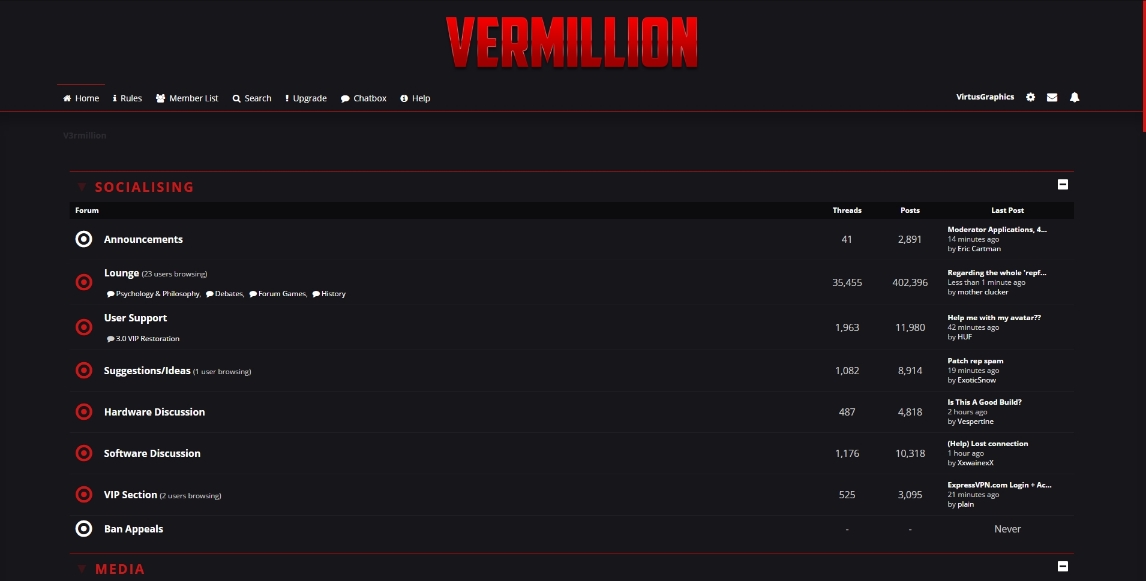 VERMILLION
Home Rules Member List Search Upgrade Chatbox Help VirtusGraphics
V3rmillion
SOCIALISING
Forum Threads Posts Last Post
Announcements 41 2,891 Moderator Applications, 4...
14 minutes ago
by Eric Cartman
Lounge (23 users browsing) 35,455 402,396 Regarding the whole 'repf...
Less than 1 minute ago
Psychology & Philosophy, Debates, Forum Games, History by mother clucker
User Support 1,963 11,980 Help me with my avatar??
42 minutes ago
3.0 VIP Restoration by HUF
Suggestions/Ideas (1 user browsing) 1,082 8,914 Patch rep spam
19 minutes ago
by ExoticSnow
Hardware Discussion 487 4,818 Is This A Good Build?
2 hours ago
by Vespertine
Software Discussion 1,176 10,318 (Help) Lost connection
1 hour ago
by XxwainexX
VIP Section (2 users browsing) 525 3,095 ExpressVPN.com Login + Ac...
21 minutes ago
by plain
Ban Appeals - - Never
MEDIA